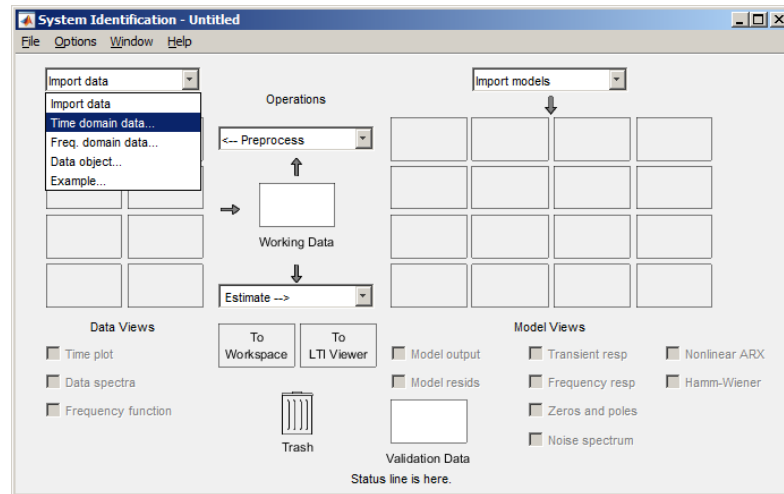 System Identification - Untitled
File Options Window Help
Import data
Import models
Import data
Time domain data...
Freq. domain data...
Data object...
Example...
Operations
<-- Preprocess
Working Data
Estimate -->
Data Views
Time plot
Data spectra
Frequency function
To Workspace
To LTI Viewer
Trash
Model Views
Model output
Transient resp
Nonlinear ARX
Model resids
Frequency resp
Hamm-Wiener
Zeros and poles
Noise spectrum
Validation Data
Status line is here.